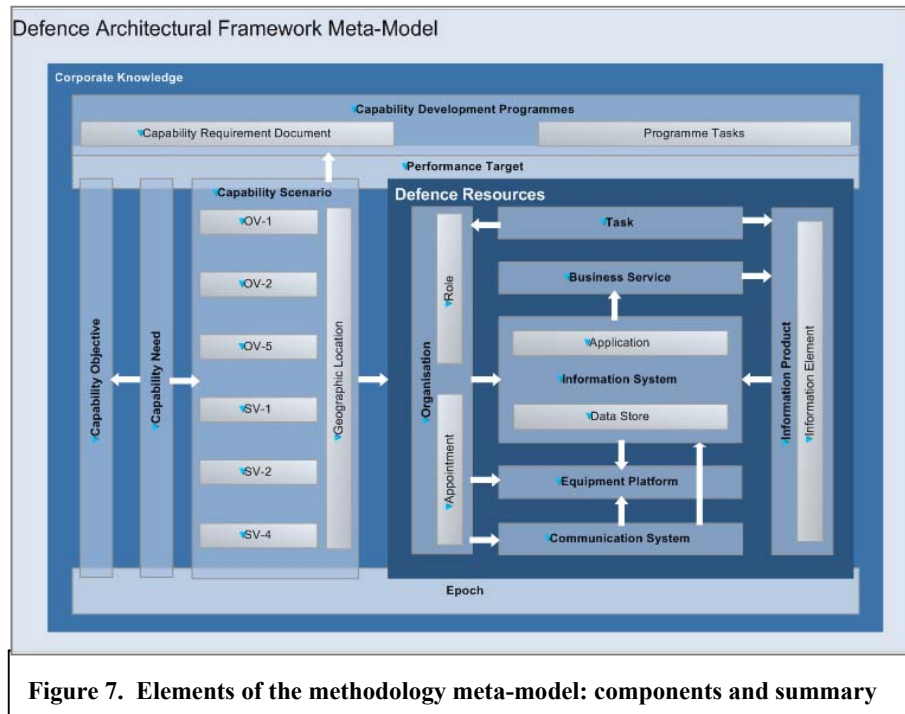 Defence Architectural Framework Meta-Model
Corporate Knowledge
Capability Development Programmes
Capability Requirement Document
Programme Tasks
Performance Target
Capability Objective
Capability Need
Capability Scenario
OV-1
OV-2
OV-5
SV-1
SV-2
SV-4
Geographic Location
Defence Resources
Organisation
Role
Appointment
Task
Business Service
Application
Information System
Data Store
Equipment Platform
Communication System
Information Product
Information Element
Epoch
Figure 7. Elements of the methodology meta-model: components and summary